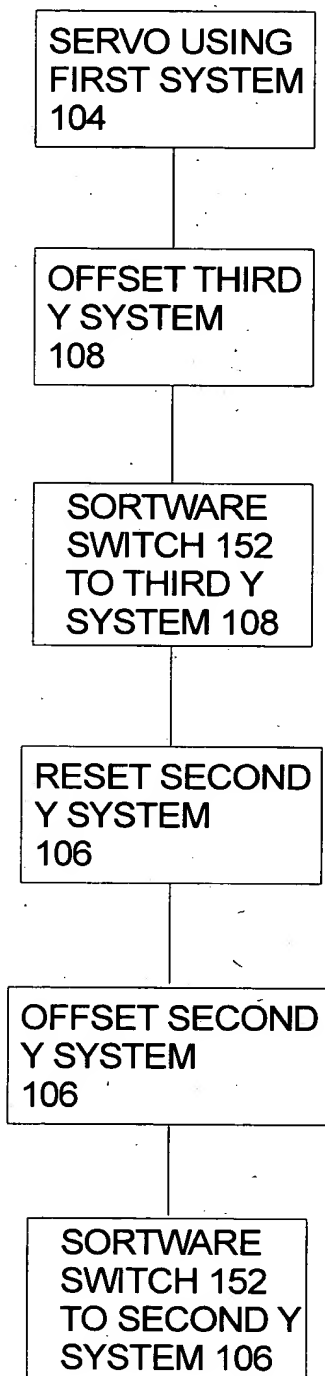 SERVO USING
FIRST SYSTEM
104
OFFSET THIRD
Y SYSTEM
108
SORTWARE
SWITCH 152
TO THIRD Y
SYSTEM 108
RESET SECOND
Y SYSTEM
106
OFFSET SECOND
Y SYSTEM
106
SORTWARE
SWITCH 152
TO SECOND Y
SYSTEM 106